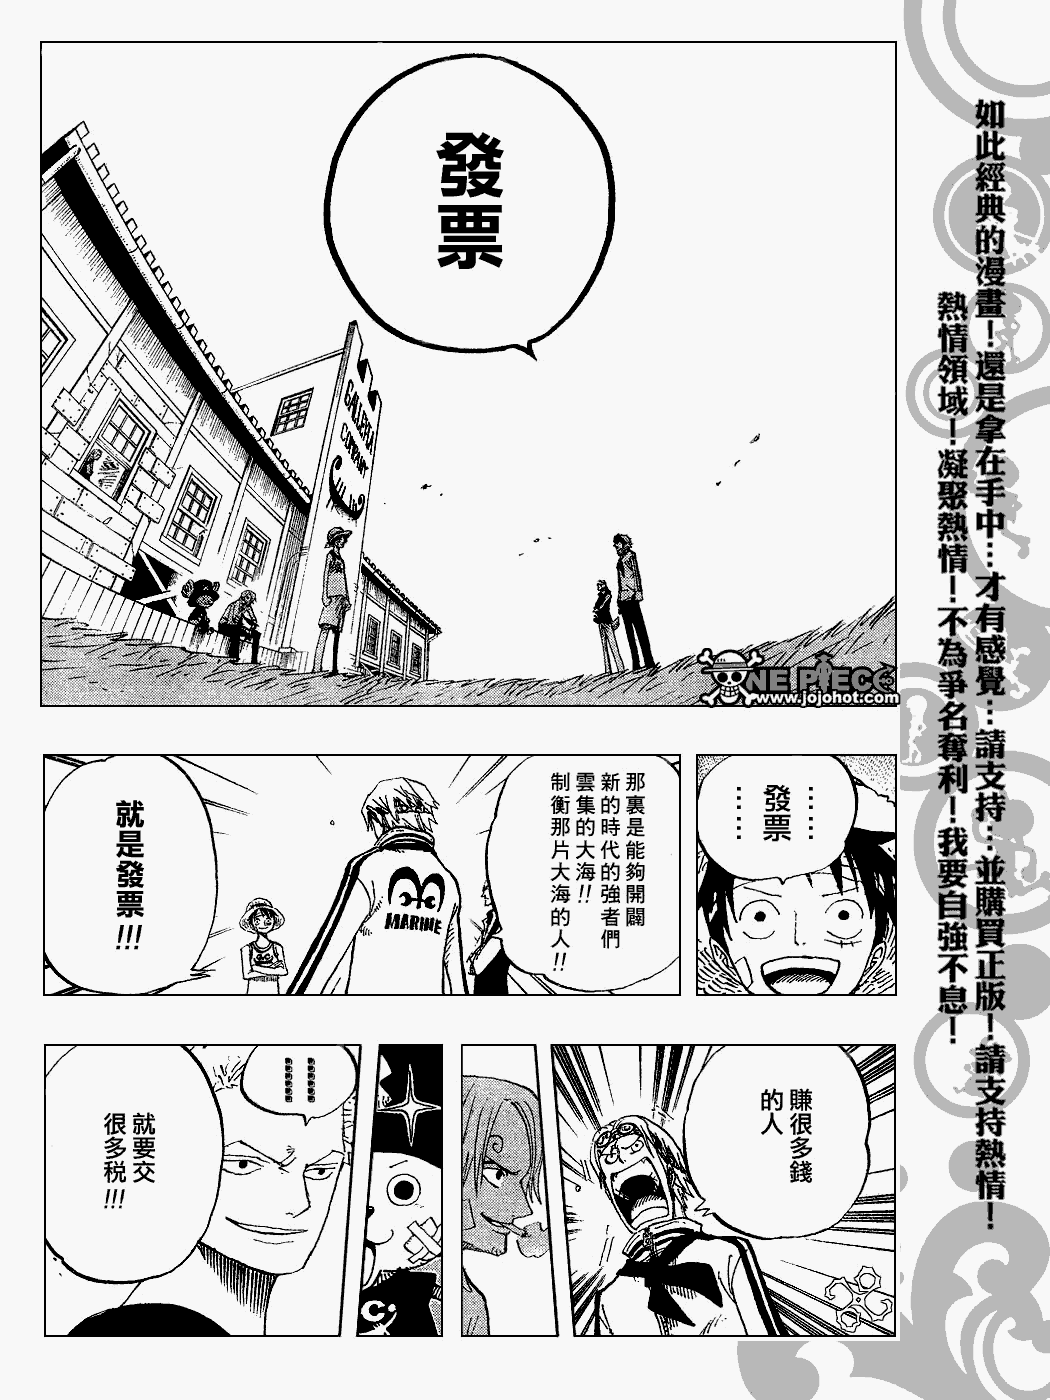 發票
GALLEY-LA
COMPANY
ONE PIECE
www.jojohot.com
……
發票
……
那裏是能夠開闢
新的時代的強者們
雲集的大海!!
制衡那片大海的人!!
MARINE
就是發票!!!
賺很多錢
的人
C,
……
……
就要交
很多税!!!
如此經典的漫畫！還是拿在手中…才有感覺…請支持…並購買正版！請支持熱情！
熱情領域！凝聚熱情！不為爭名奪利！我要自強不息！